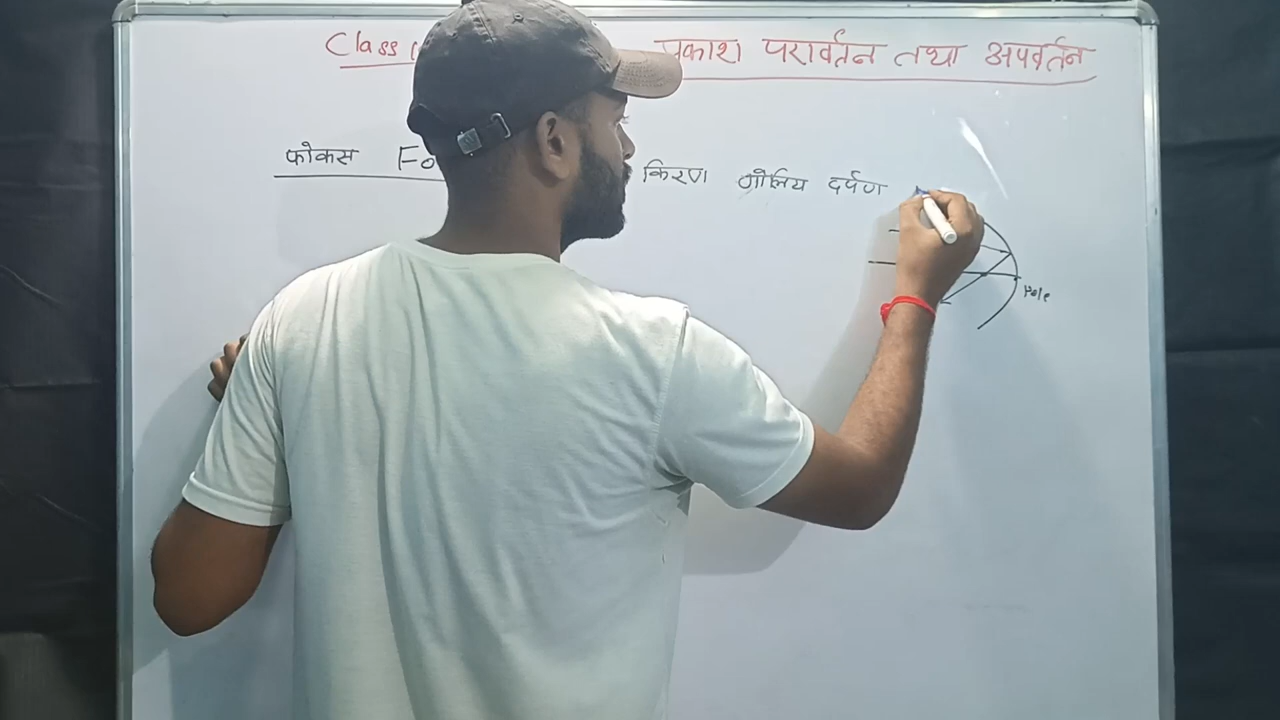 Class प्रकाश परावर्तन तथा अपवर्तन
फोकस Fo किरण गोलिय दर्पण
Pole